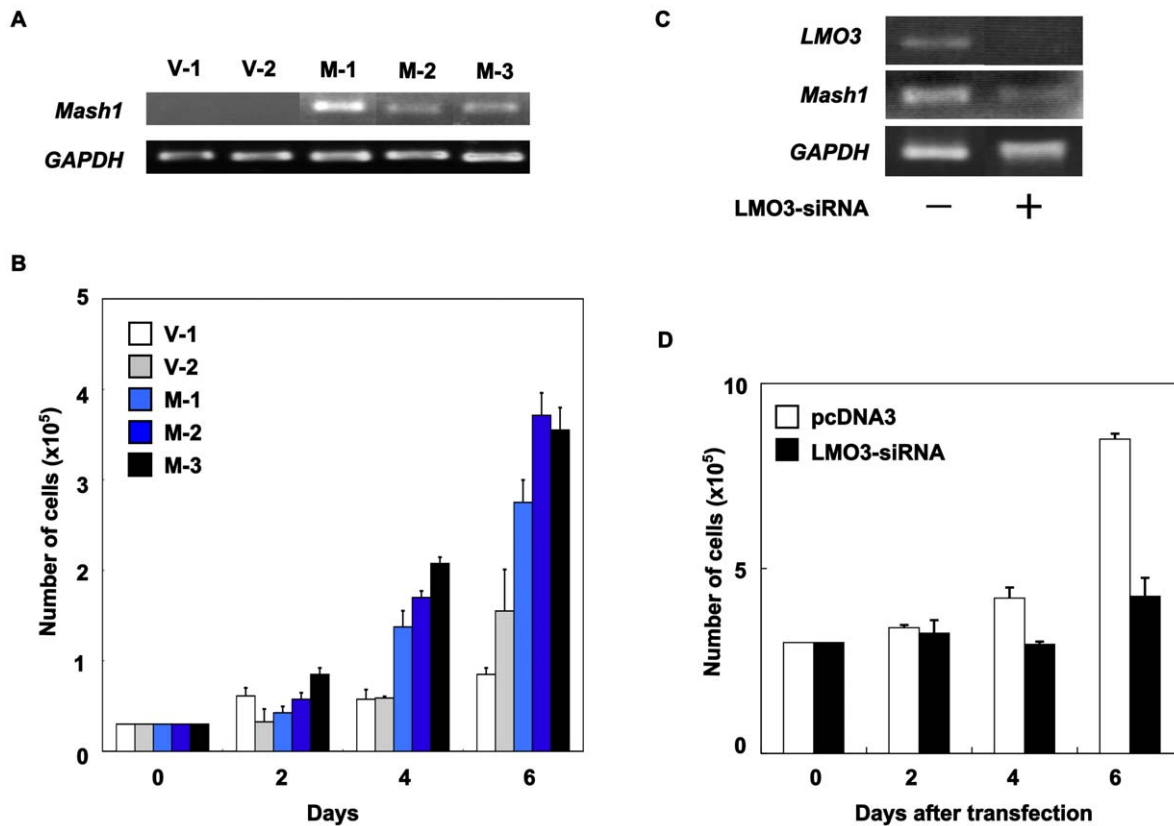 A
V-1 V-2 M-1 M-2 M-3
Mash1
GAPDH
B
5
4
3
2
1
0
Number of cells (x10⁵)
V-1
V-2
M-1
M-2
M-3
0 2 4 6
Days
C
LMO3
Mash1
GAPDH
LMO3-siRNA − +
D
10
5
0
Number of cells (x10⁵)
pcDNA3
LMO3-siRNA
0 2 4 6
Days after transfection